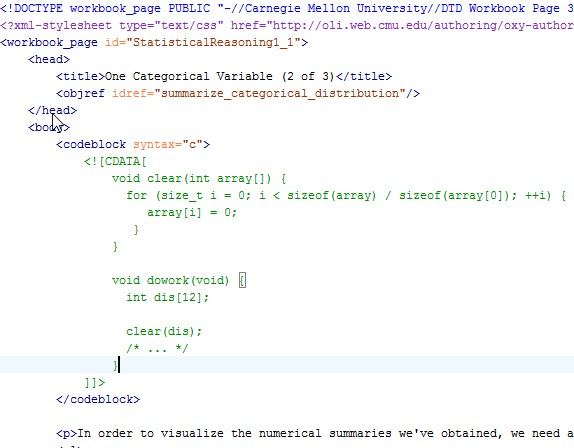 <!DOCTYPE workbook_page PUBLIC "-//Carnegie Mellon University//DTD Workbook Page 3
<?xml-stylesheet type="text/css" href="http://oli.web.cmu.edu/authoring/oxy-author
<workbook_page id="StatisticalReasoning1_1">
<head>
<title>One Categorical Variable (2 of 3)</title>
<objref idref="summarize_categorical_distribution"/>
</head>
<body>
<codeblock syntax="c">
<![CDATA[
void clear(int array[]) {
for (size_t i = 0; i < sizeof(array) / sizeof(array[0]); ++i) {
array[i] = 0;
}
}
void dowork(void) {
int dis[12];
clear(dis);
/* ... */
}
]]>
</codeblock>
<p>In order to visualize the numerical summaries we've obtained, we need a